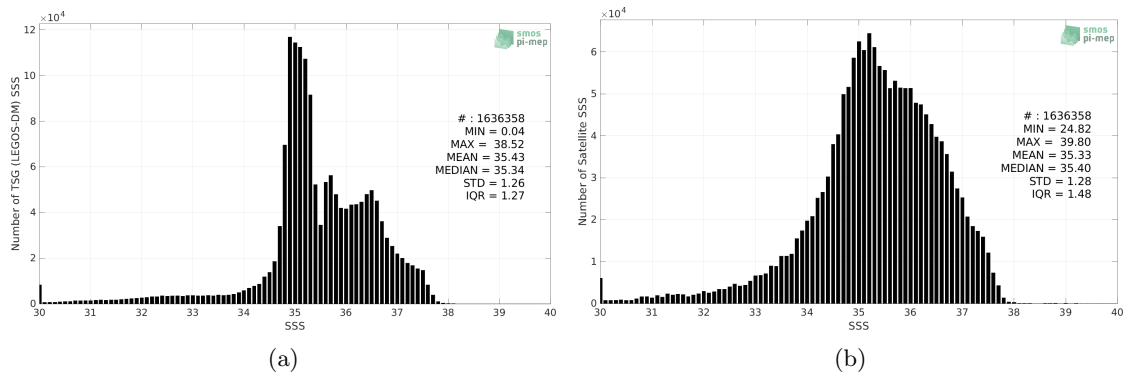 ×10⁴
12
10
8
6
4
2
0
Number of TSG (LEGOS-DM) SSS
smos
pi-mep
# : 1636358
MIN = 0.04
MAX = 38.52
MEAN = 35.43
MEDIAN = 35.34
STD = 1.26
IQR = 1.27
30 31 32 33 34 35 36 37 38 39 40
SSS
(a)
×10⁴
6
5
4
3
2
1
0
Number of Satellite SSS
smos
pi-mep
# : 1636358
MIN = 24.82
MAX = 39.80
MEAN = 35.33
MEDIAN = 35.40
STD = 1.28
IQR = 1.48
30 31 32 33 34 35 36 37 38 39 40
SSS
(b)